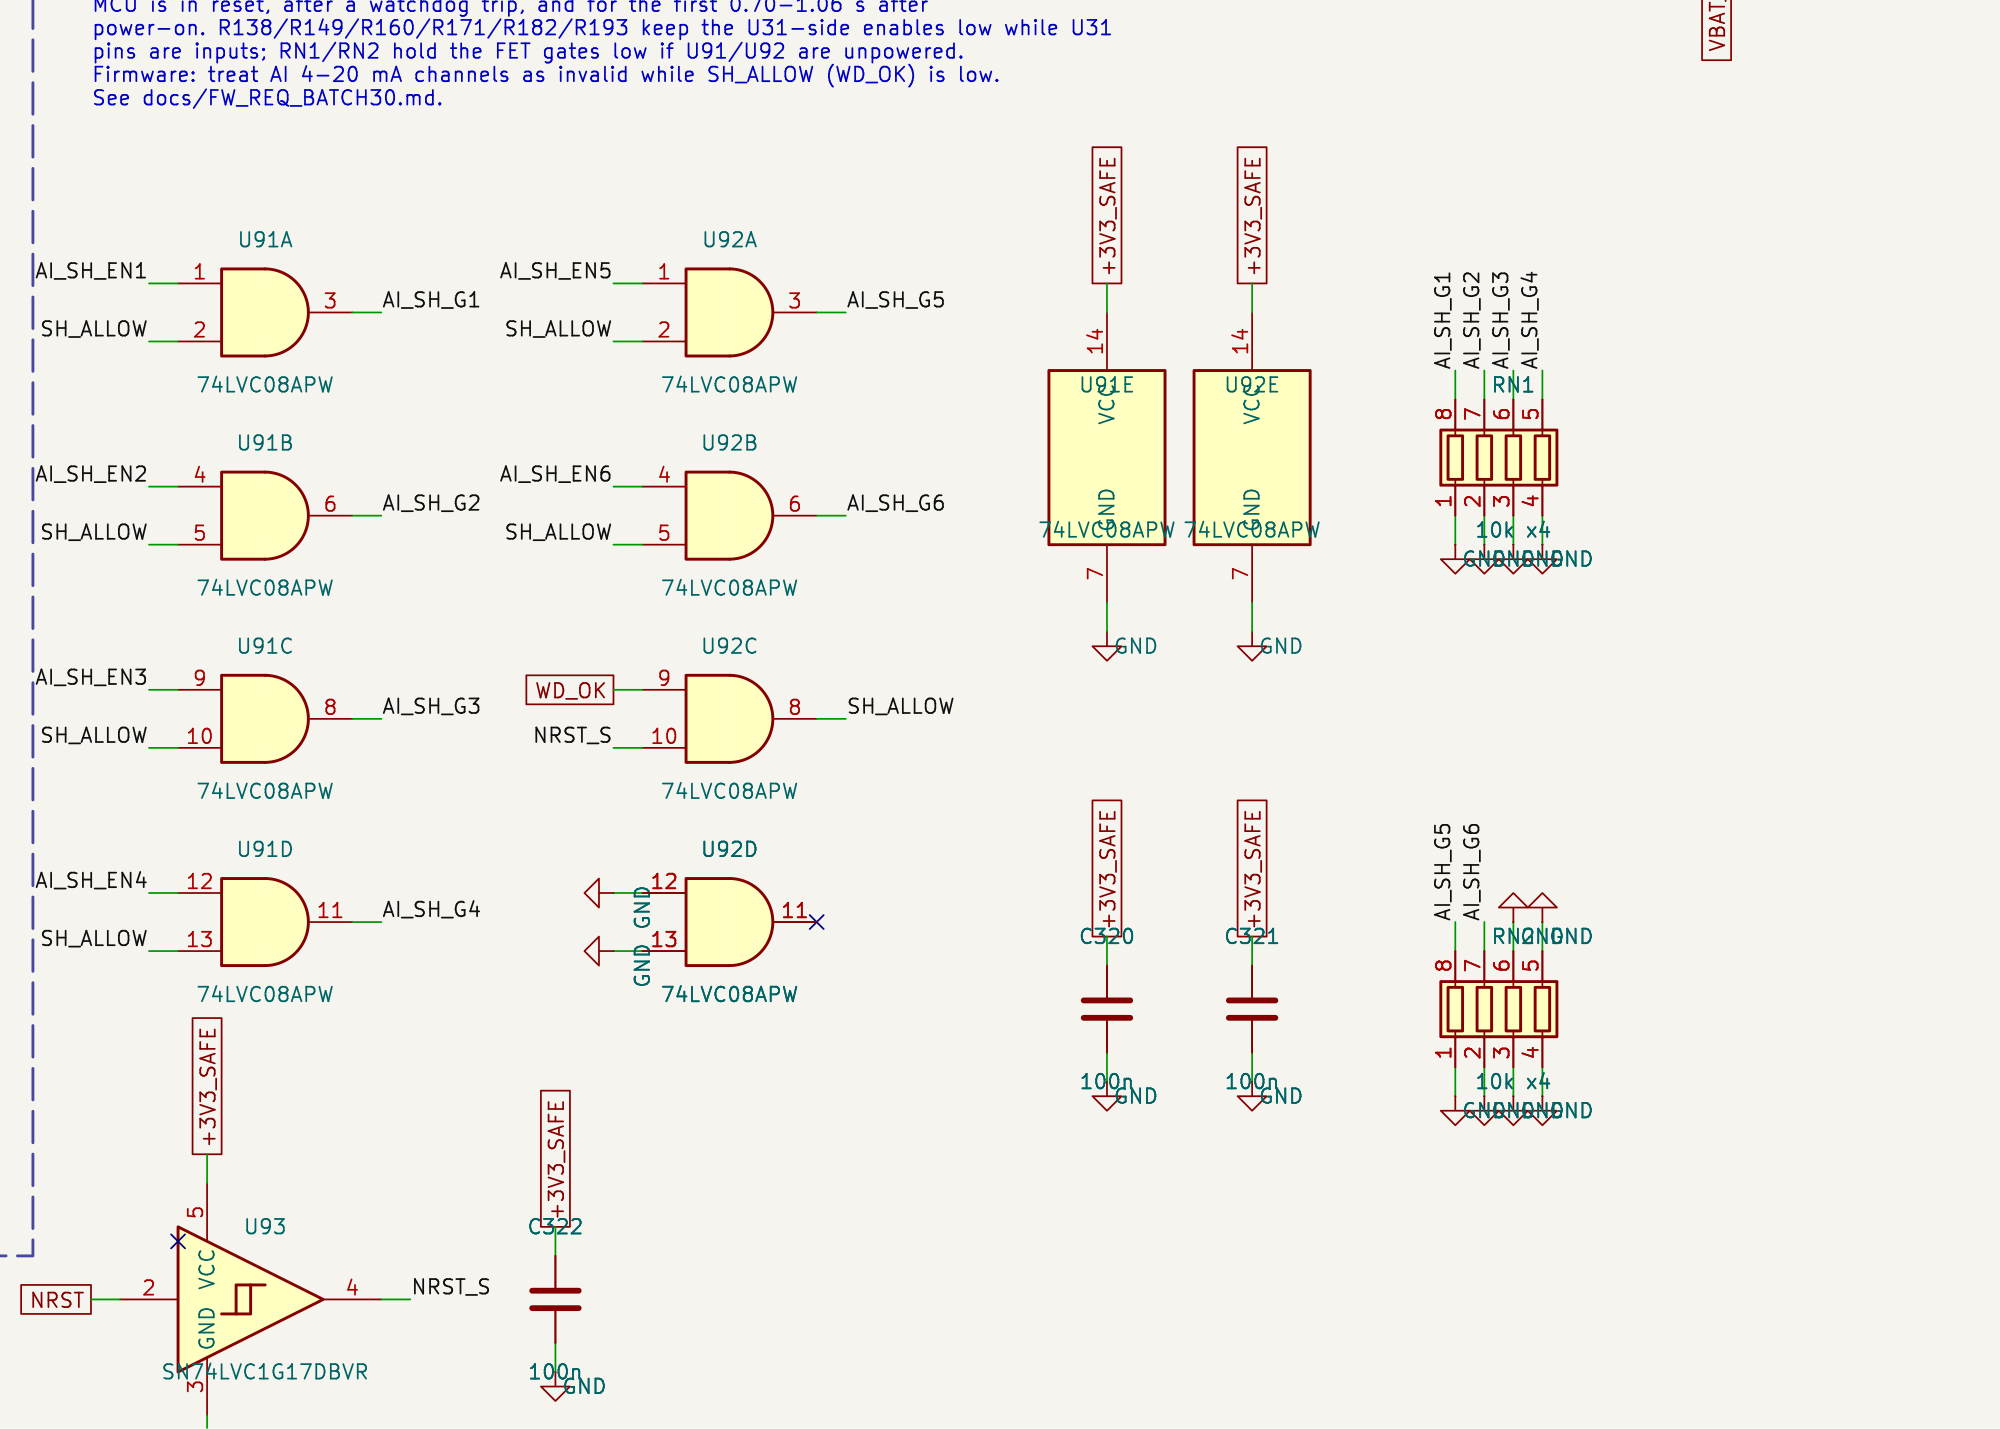 MCU is in reset, after a watchdog trip, and for the first 0.70-1.06 s after
power-on. R138/R149/R160/R171/R182/R193 keep the U31-side enables low while U31
pins are inputs; RN1/RN2 hold the FET gates low if U91/U92 are unpowered.
Firmware: treat AI 4-20 mA channels as invalid while SH_ALLOW (WD_OK) is low.
See docs/FW_REQ_BATCH30.md.
VBAT
+3V3_SAFE
+3V3_SAFE
U91A
AI_SH_EN1
1
SH_ALLOW
2
3
AI_SH_G1
74LVC08APW
U92A
AI_SH_EN5
1
SH_ALLOW
2
3
AI_SH_G5
74LVC08APW
U91B
AI_SH_EN2
4
SH_ALLOW
5
6
AI_SH_G2
74LVC08APW
U92B
AI_SH_EN6
4
SH_ALLOW
5
6
AI_SH_G6
74LVC08APW
U91C
AI_SH_EN3
9
SH_ALLOW
10
8
AI_SH_G3
74LVC08APW
U92C
WD_OK
9
NRST_S
10
8
SH_ALLOW
74LVC08APW
U91D
AI_SH_EN4
12
SH_ALLOW
13
11
AI_SH_G4
74LVC08APW
U92D
GND
12
GND
13
11
74LVC08APW
14
U91E
VCC
GND
74LVC08APW
7
GND
14
U92E
VCC
GND
74LVC08APW
7
GND
AI_SH_G1
AI_SH_G2
AI_SH_G3
AI_SH_G4
RN1
8
7
6
5
1
2
3
4
10k x4
GND
GND
GND
GND
+3V3_SAFE
C320
100n
GND
+3V3_SAFE
C321
100n
GND
AI_SH_G5
AI_SH_G6
RN2
GND
GND
8
7
6
5
1
2
3
4
10k x4
GND
GND
GND
GND
+3V3_SAFE
5
U93
VCC
NRST
2
4
NRST_S
GND
SN74LVC1G17DBVR
3
+3V3_SAFE
C322
100n
GND